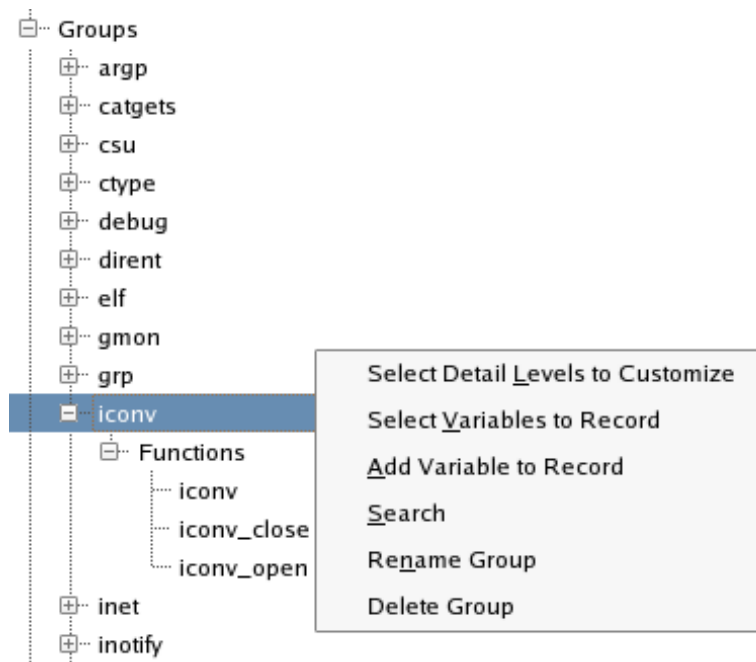 Groups
argp
catgets
csu
ctype
debug
dirent
elf
gmon
grp
iconv
Functions
iconv
iconv_close
iconv_open
inet
inotify
Select Detail Levels to Customize
Select Variables to Record
Add Variable to Record
Search
Rename Group
Delete Group